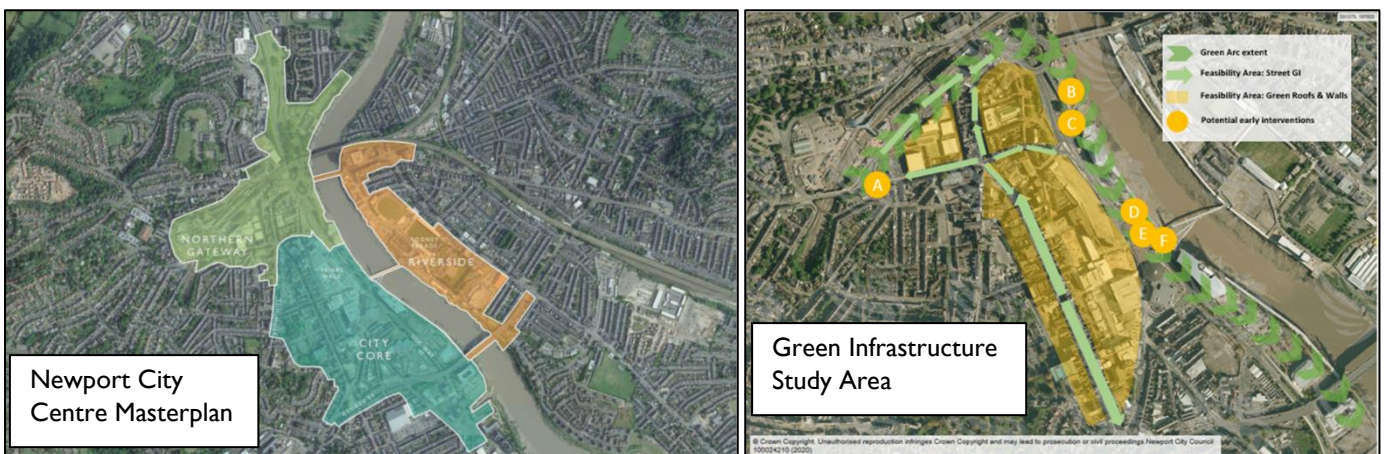 NORTHERN
GATEWAY
RODNEY
PARADE
RIVERSIDE
CITY
CORE
Newport City
Centre Masterplan
Green Arc extent
Feasibility Area: Street GI
Feasibility Area: Green Roofs & Walls
Potential early interventions
B
C
A
D
E
F
Green Infrastructure
Study Area
© Crown Copyright. Unauthorised reproduction infringes Crown Copyright and may lead to prosecution or civil proceedings.Newport City Council
100024210 (2020)